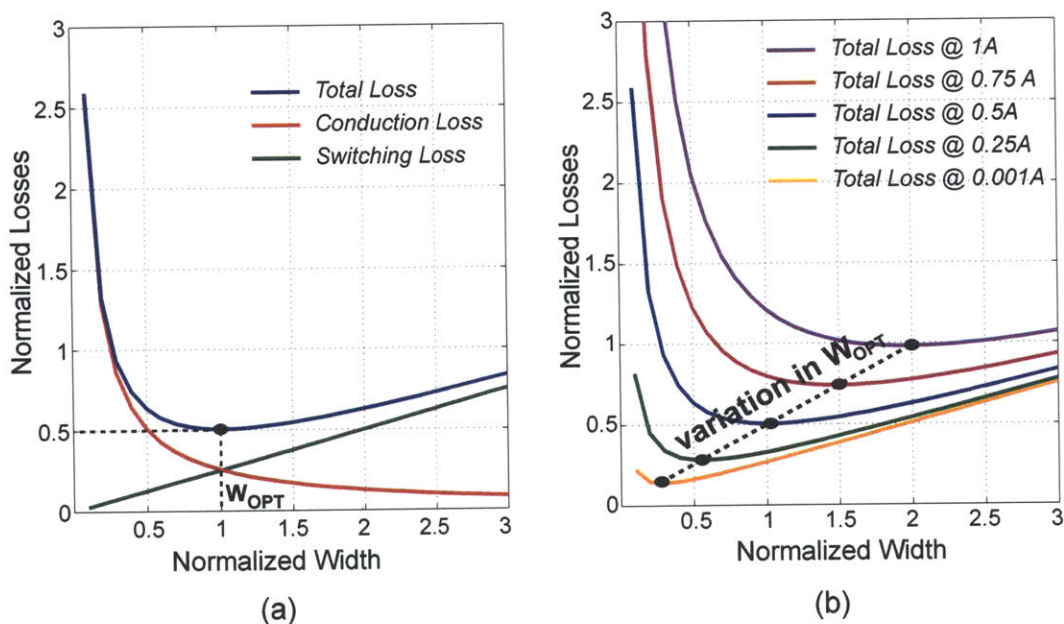 3
2.5
2
1.5
1
0.5
0
0.5
1
1.5
2
2.5
3
Normalized Losses
Normalized Width
Total Loss
Conduction Loss
Switching Loss
W_OPT
(a)
3
2.5
2
1.5
1
0.5
0
0.5
1
1.5
2
2.5
3
Normalized Losses
Normalized Width
Total Loss @ 1A
Total Loss @ 0.75 A
Total Loss @ 0.5A
Total Loss @ 0.25A
Total Loss @ 0.001A
variation in W_OPT
(b)